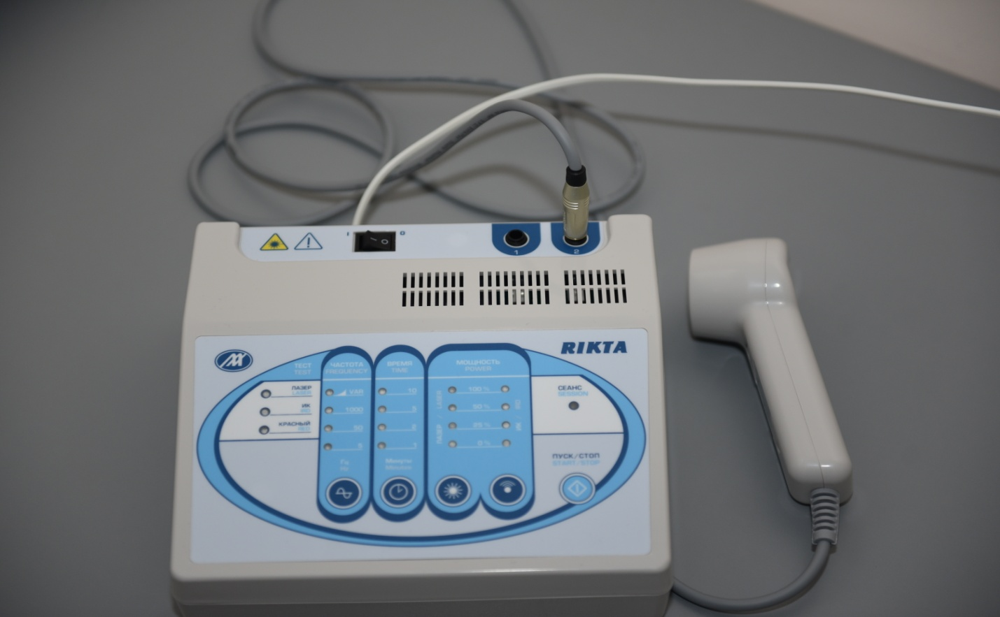 I O
1 2
RIKTA
ТЕСТ
TEST
ЧАСТОТА
FREQUENCY
ВРЕМЯ
TIME
МОЩНОСТЬ
POWER
ЛАЗЕР
LASER
ИК
IRED
КРАСНЫЙ
RED
VAR
1000
50
5
Гц
Hz
10
5
2
1
Минуты
Minutes
ЛАЗЕР / LASER
100 %
50 %
25 %
0 %
ИК / IRED
СЕАНС
SESSION
ПУСК/СТОП
START/STOP